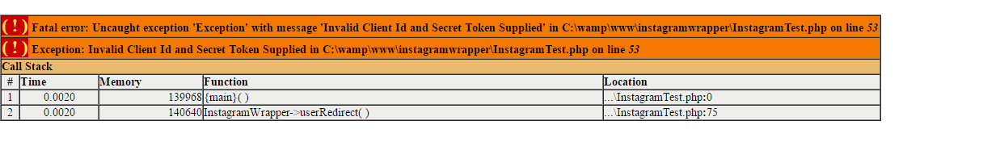 ( ! ) Fatal error: Uncaught exception 'Exception' with message 'Invalid Client Id and Secret Token Supplied' in C:\wamp\www\instagramwrapper\InstagramTest.php on line 53
( ! ) Exception: Invalid Client Id and Secret Token Supplied in C:\wamp\www\instagramwrapper\InstagramTest.php on line 53
Call Stack
# Time Memory Function Location
1 0.0020 139968 {main}( ) ...\InstagramTest.php:0
2 0.0020 140640 InstagramWrapper->userRedirect( ) ...\InstagramTest.php:75